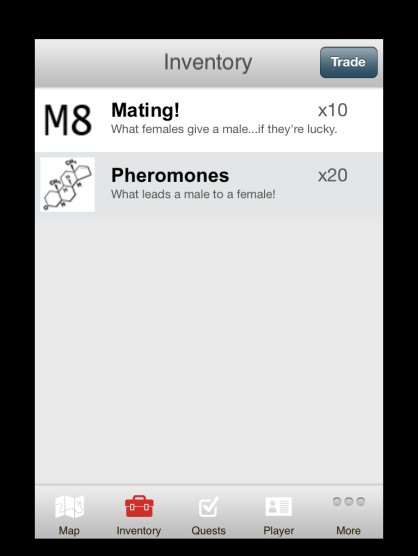 Inventory
Trade
M8
Mating!
x10
What females give a male...if they're lucky.
Pheromones
x20
What leads a male to a female!
Map
Inventory
Quests
Player
More